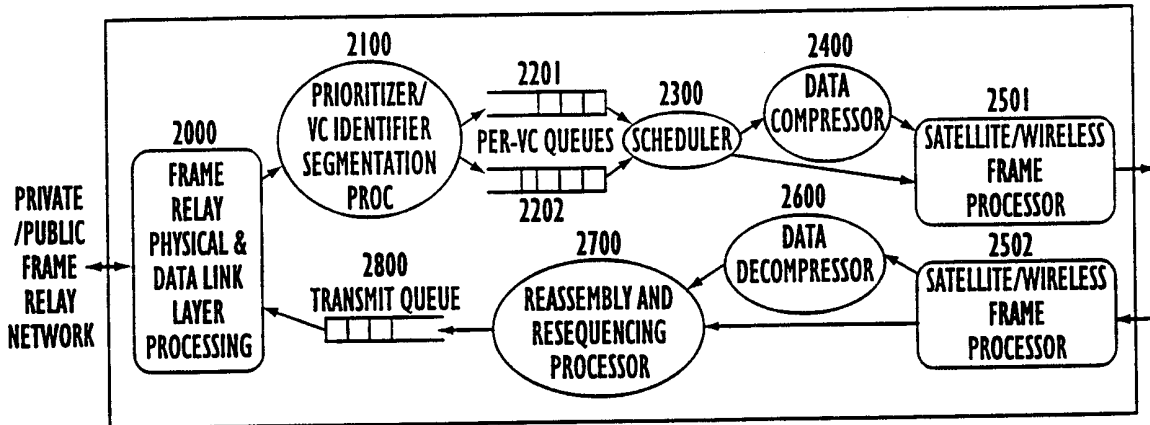 PRIVATE
/PUBLIC
FRAME
RELAY
NETWORK
2000
FRAME
RELAY
PHYSICAL &
DATA LINK
LAYER
PROCESSING
2100
PRIORITIZER/
VC IDENTIFIER
SEGMENTATION
PROC
2201
PER-VC QUEUES
2202
2300
SCHEDULER
2400
DATA
COMPRESSOR
2501
SATELLITE/WIRELESS
FRAME
PROCESSOR
2502
SATELLITE/WIRELESS
FRAME
PROCESSOR
2600
DATA
DECOMPRESSOR
2700
REASSEMBLY AND
RESEQUENCING
PROCESSOR
2800
TRANSMIT QUEUE